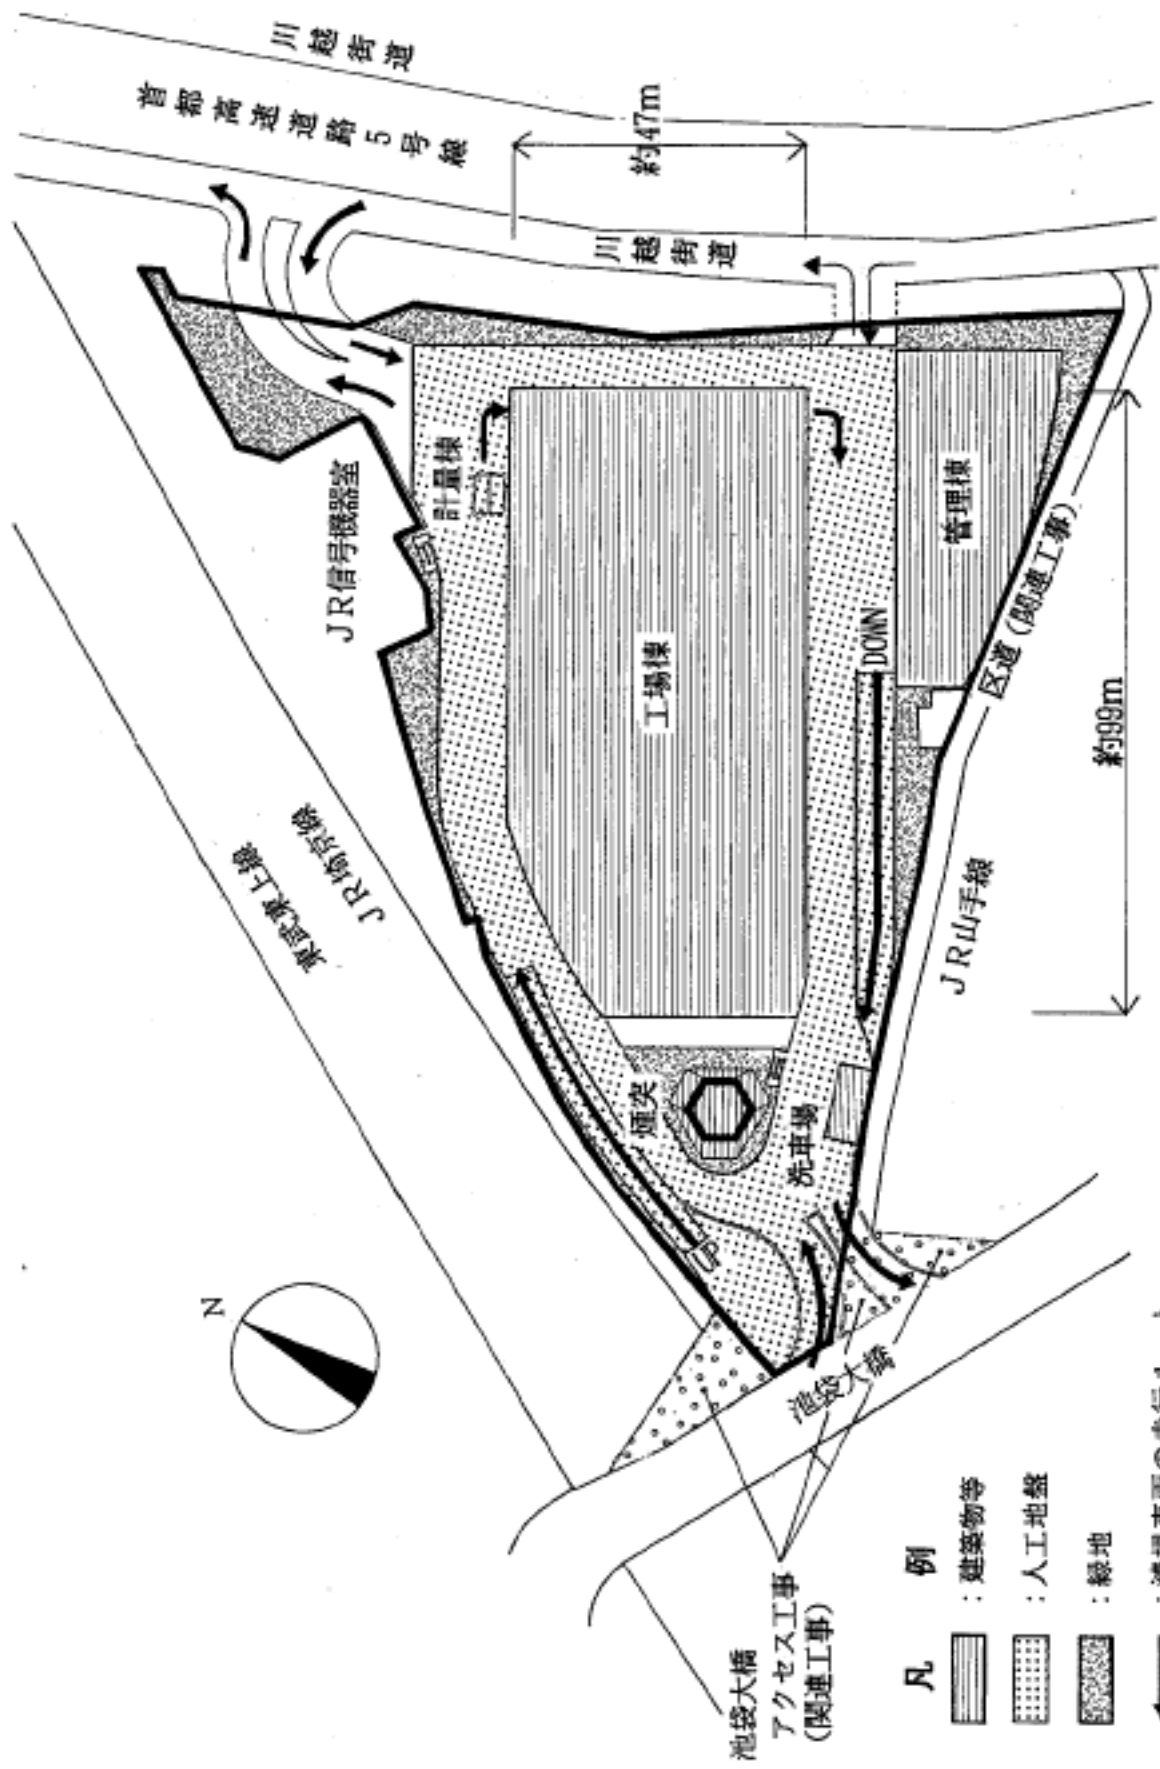 川越街道
首都高速道路5号線
約47m
川越街道
計量棟
JR信号機器室
工場棟
管理棟
DOWN
区道(関連工事)
約99m
東武東上線
JR埼京線
JR山手線
煙突
洗車場
N
池袋大橋
池袋大橋
アクセス工事
(関連工事)
凡例
:建築物等
:人工地盤
:緑地